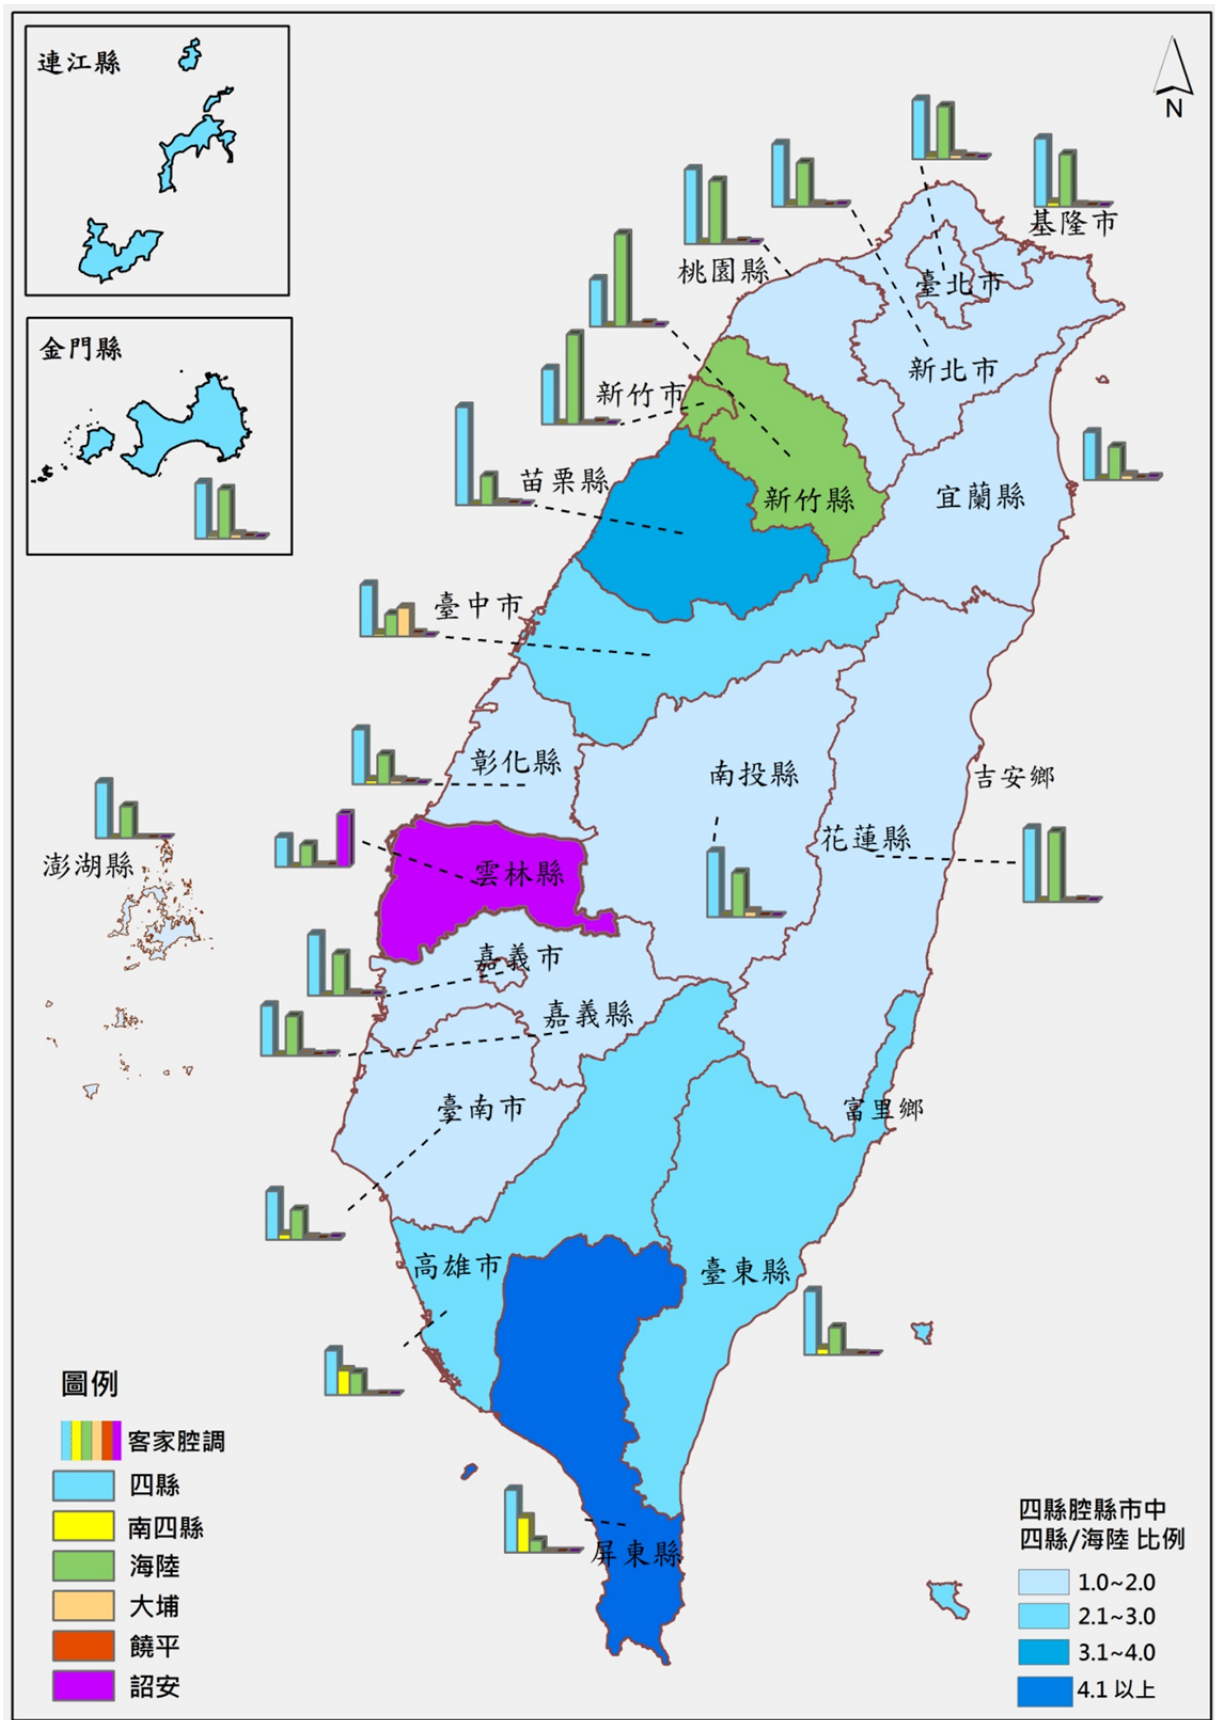 連江縣
N
基隆市
桃園縣
臺北市
金門縣
新北市
新竹市
苗栗縣
新竹縣
宜蘭縣
臺中市
彰化縣
南投縣
吉安鄉
花蓮縣
澎湖縣
雲林縣
嘉義市
嘉義縣
臺南市
富里鄉
高雄市
臺東縣
屏東縣
圖例
客家腔調
四縣
南四縣
海陸
大埔
饒平
詔安
四縣腔縣市中
四縣/海陸 比例
1.0~2.0
2.1~3.0
3.1~4.0
4.1 以上